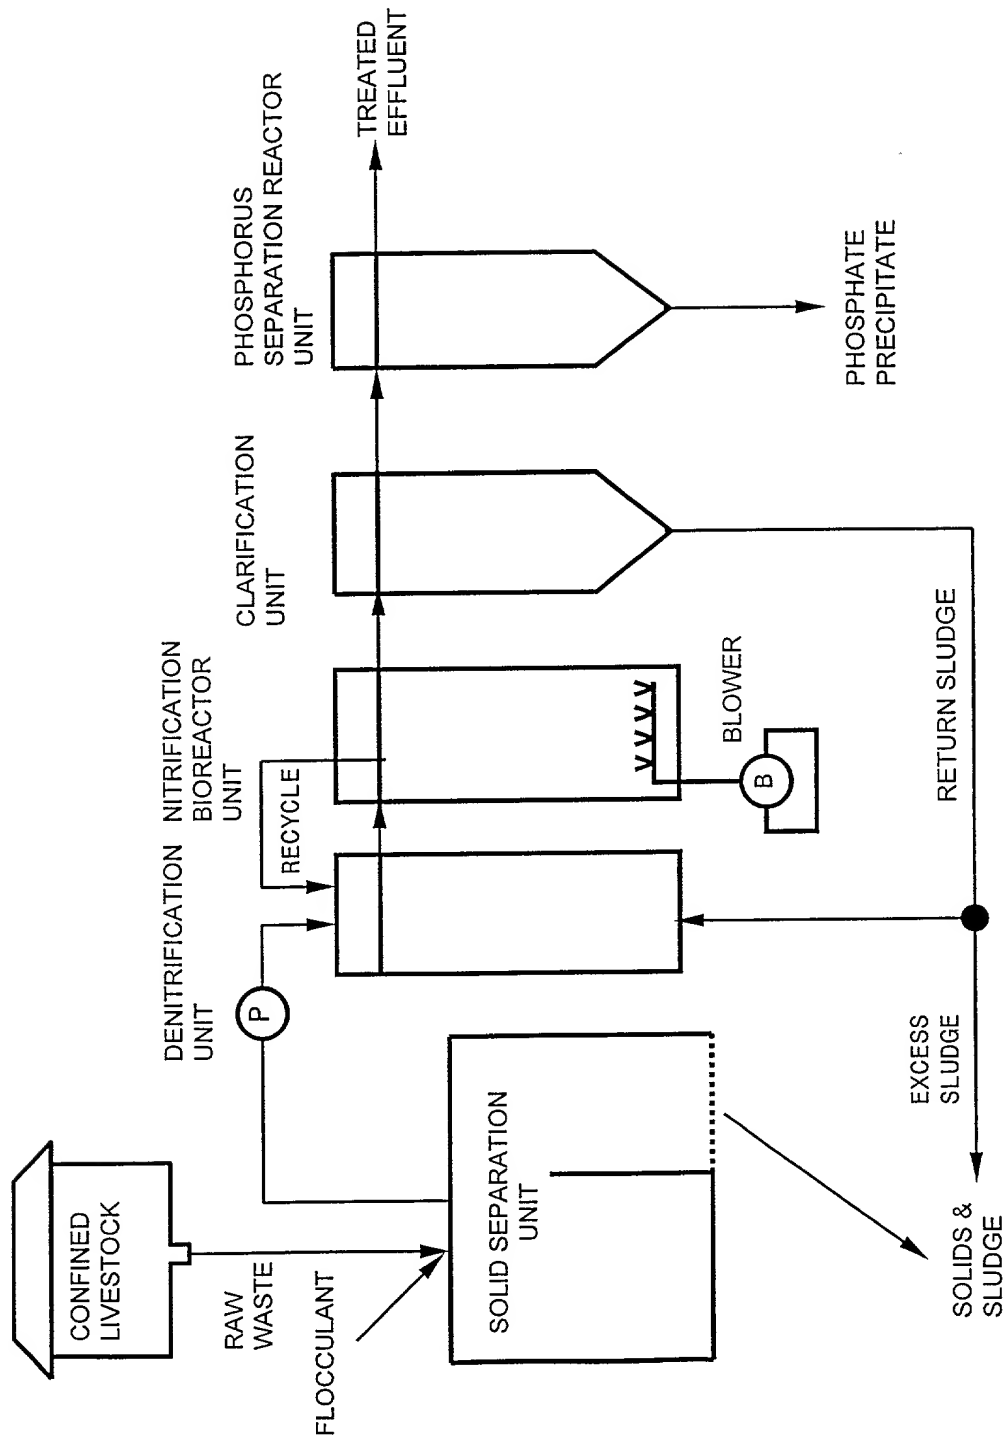 CONFINED
LIVESTOCK
RAW
WASTE
FLOCCULANT
SOLID SEPARATION
UNIT
SOLIDS &
SLUDGE
P
DENITRIFICATION
UNIT
RECYCLE
NITRIFICATION
BIOREACTOR
UNIT
BLOWER
B
CLARIFICATION
UNIT
RETURN SLUDGE
EXCESS
SLUDGE
PHOSPHORUS
SEPARATION REACTOR
UNIT
PHOSPHATE
PRECIPITATE
TREATED
EFFLUENT